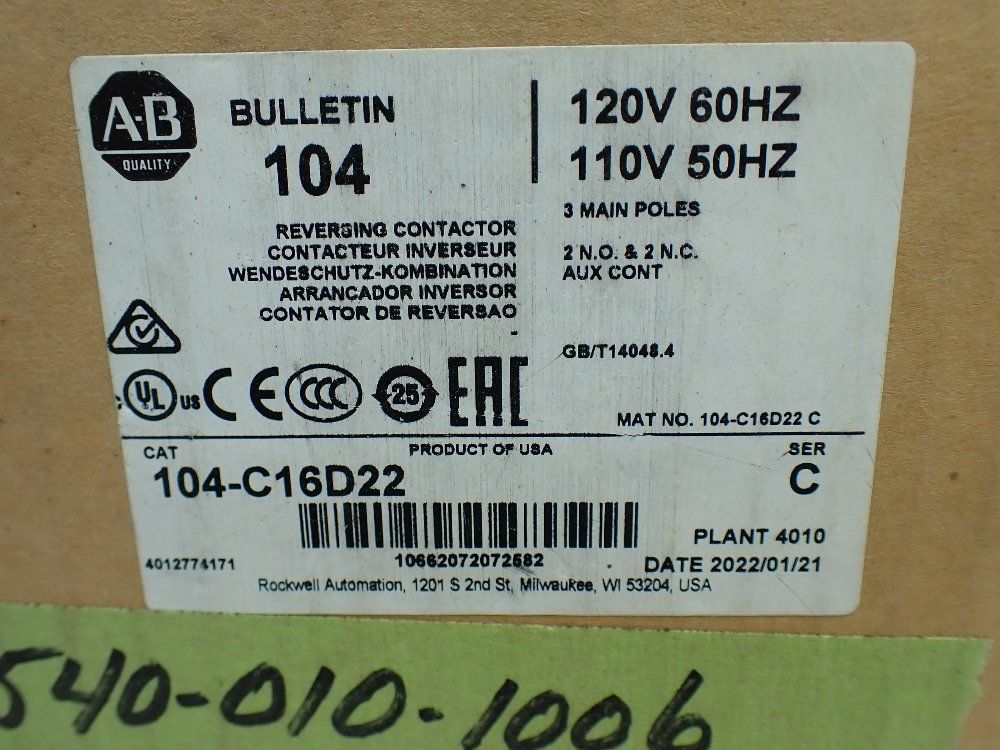 A-B
QUALITY
BULLETIN
104
REVERSING CONTACTOR
CONTACTEUR INVERSEUR
WENDESCHUTZ-KOMBINATION
ARRANCADOR INVERSOR
CONTATOR DE REVERSAO
120V 60HZ
110V 50HZ
3 MAIN POLES
2 N.O. & 2 N.C.
AUX CONT
GB/T14048.4
c UL US CE CCC 25 EAC
MAT NO. 104-C16D22 C
CAT
PRODUCT OF USA
SER
104-C16D22
C
PLANT 4010
4012774171
10662072072582
DATE 2022/01/21
Rockwell Automation, 1201 S 2nd St, Milwaukee, WI 53204, USA
540-010-1006